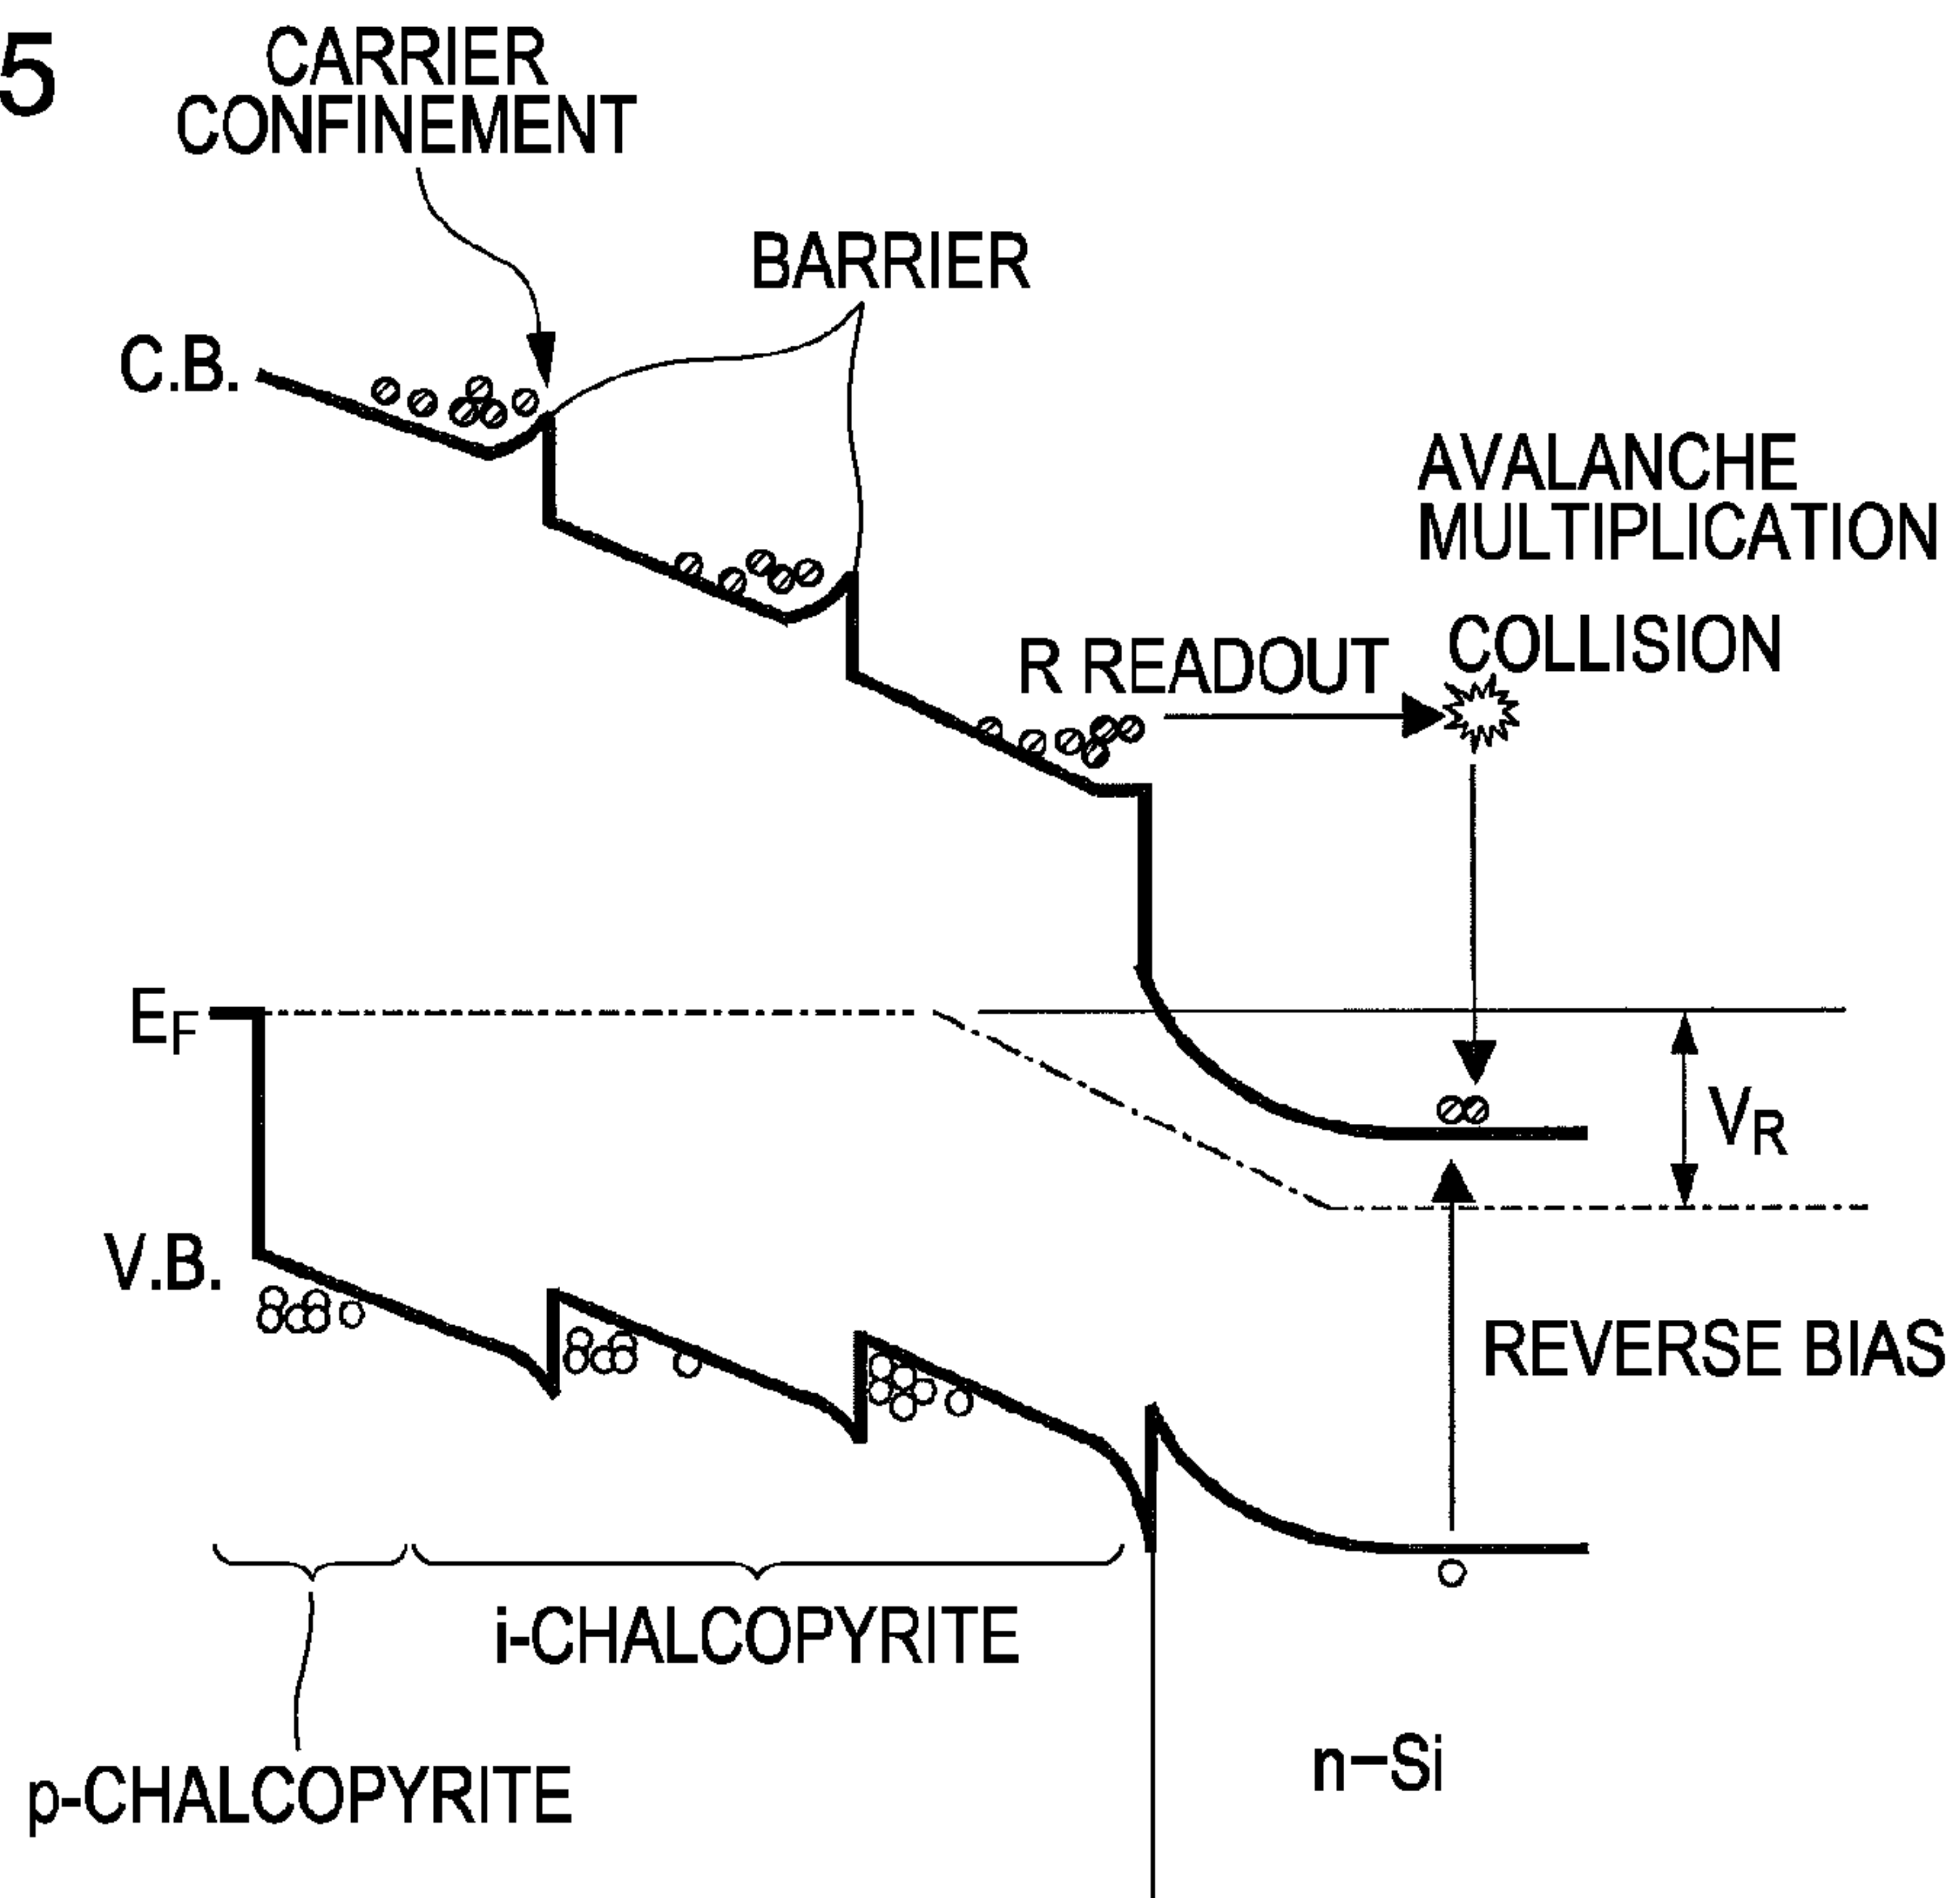 5
CARRIER
CONFINEMENT
BARRIER
C.B.
AVALANCHE
MULTIPLICATION
COLLISION
R READOUT
EF
VR
V.B.
REVERSE BIAS
i-CHALCOPYRITE
n-Si
p-CHALCOPYRITE